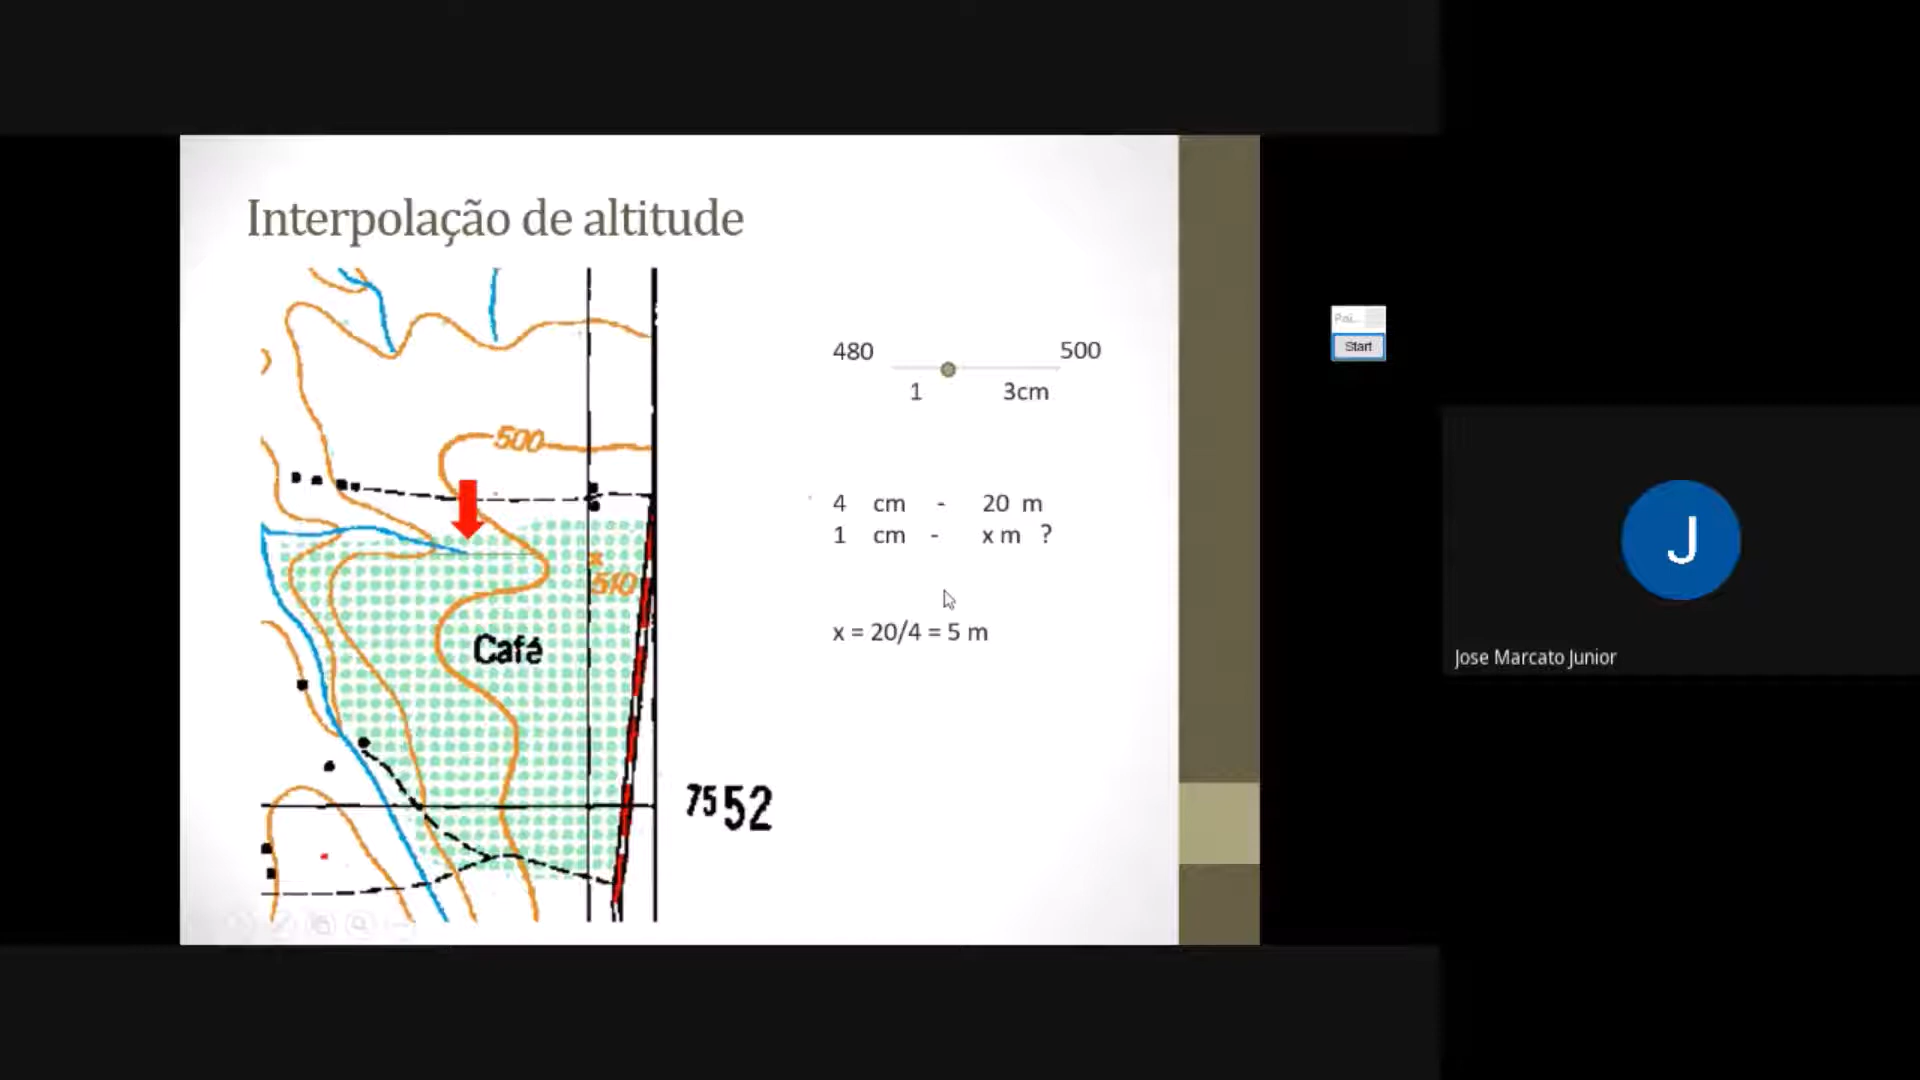 Interpolação de altitude
500
510
Café
7552
480 500
1 3cm
4 cm - 20 m
1 cm - x m ?
x = 20/4 = 5 m
Start
J
Jose Marcato Junior